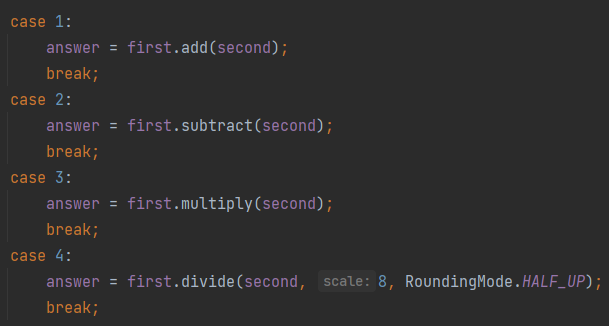 case 1:
answer = first.add(second);
break;
case 2:
answer = first.subtract(second);
break;
case 3:
answer = first.multiply(second);
break;
case 4:
answer = first.divide(second, scale: 8, RoundingMode.HALF_UP);
break;